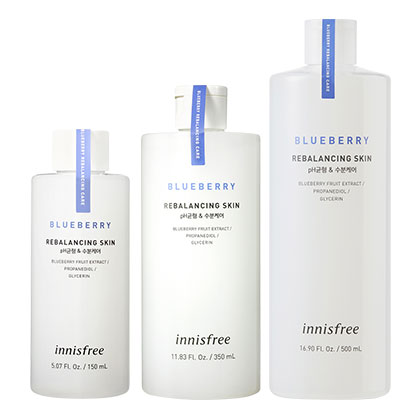 BLUEBERRY REBALANCING CARE
BLUEBERRY
REBALANCING SKIN
pH균형 & 수분케어
BLUEBERRY FRUIT EXTRACT /
PROPANEDIOL /
GLYCERIN
innisfree
5.07 Fl. Oz. / 150 mL
BLUEBERRY REBALANCING CARE
BLUEBERRY
REBALANCING SKIN
pH균형 & 수분케어
BLUEBERRY FRUIT EXTRACT /
PROPANEDIOL /
GLYCERIN
innisfree
11.83 Fl. Oz. / 350 mL
BLUEBERRY REBALANCING CARE
BLUEBERRY
REBALANCING SKIN
pH균형 & 수분케어
BLUEBERRY FRUIT EXTRACT /
PROPANEDIOL /
GLYCERIN
innisfree
16.90 Fl. Oz. / 500 mL